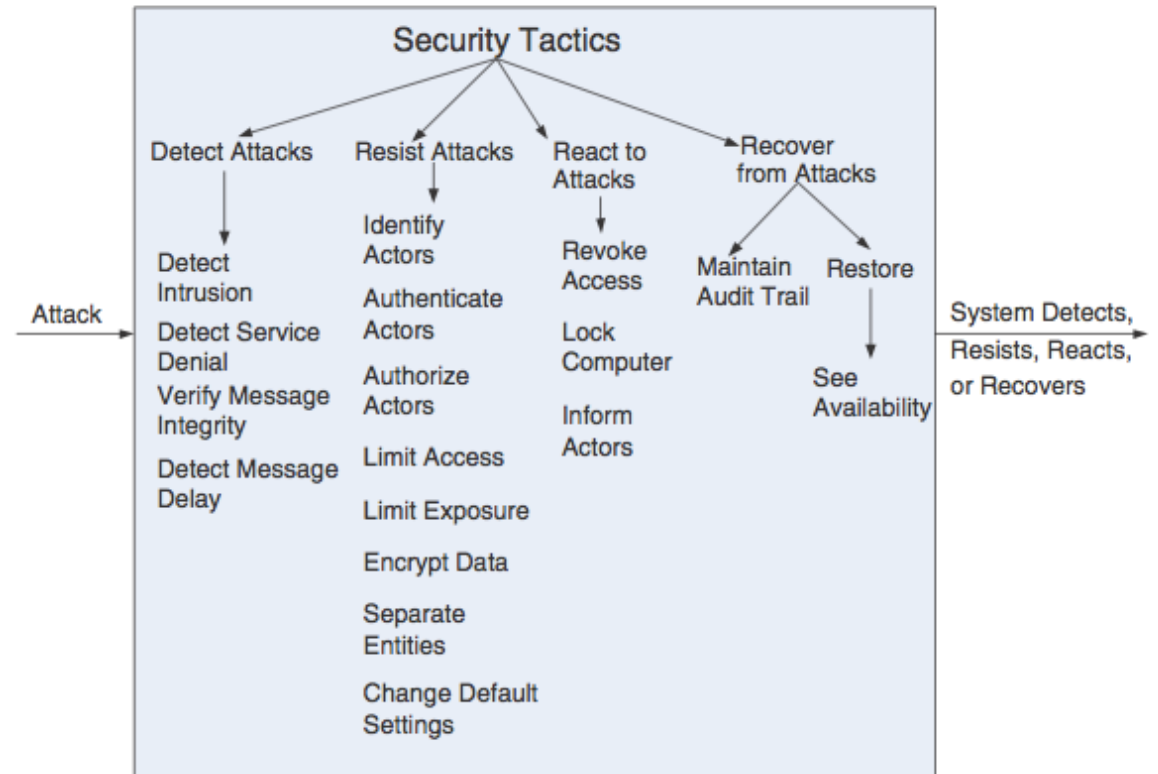 Security Tactics
Attack
Detect Attacks
Detect
Intrusion
Detect Service
Denial
Verify Message
Integrity
Detect Message
Delay
Resist Attacks
Identify
Actors
Authenticate
Actors
Authorize
Actors
Limit Access
Limit Exposure
Encrypt Data
Separate
Entities
Change Default
Settings
React to
Attacks
Revoke
Access
Lock
Computer
Inform
Actors
Recover
from Attacks
Maintain
Audit Trail
Restore
See
Availability
System Detects,
Resists, Reacts,
or Recovers